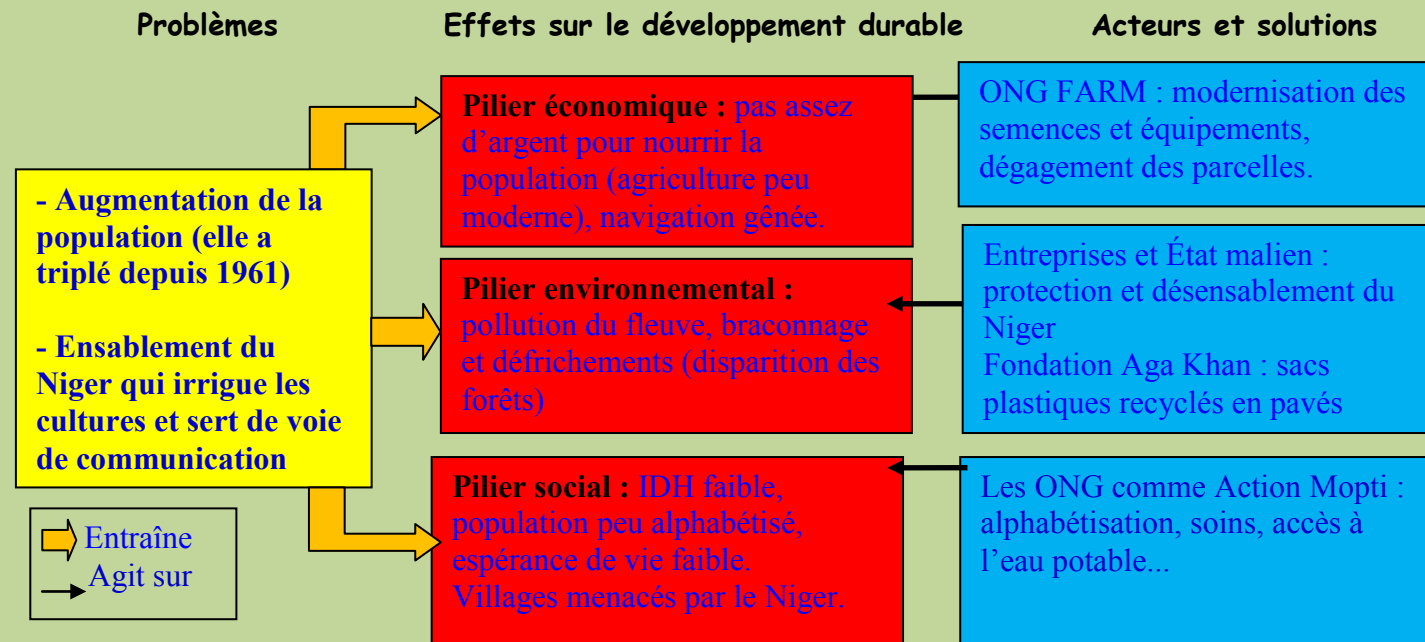 Problèmes
Effets sur le développement durable
Acteurs et solutions
- Augmentation de la
population (elle a
triplé depuis 1961)
- Ensablement du
Niger qui irrigue les
cultures et sert de voie
de communication
Entraîne
Agit sur
Pilier économique : pas assez
d'argent pour nourrir la
population (agriculture peu
moderne), navigation gênée.
Pilier environnemental :
pollution du fleuve, braconnage
et défrichements (disparition des
forêts)
Pilier social : IDH faible,
population peu alphabétisé,
espérance de vie faible.
Villages menacés par le Niger.
ONG FARM : modernisation des
semences et équipements,
dégagement des parcelles.
Entreprises et État malien :
protection et désensablement du
Niger
Fondation Aga Khan : sacs
plastiques recyclés en pavés
Les ONG comme Action Mopti :
alphabétisation, soins, accès à
l'eau potable...